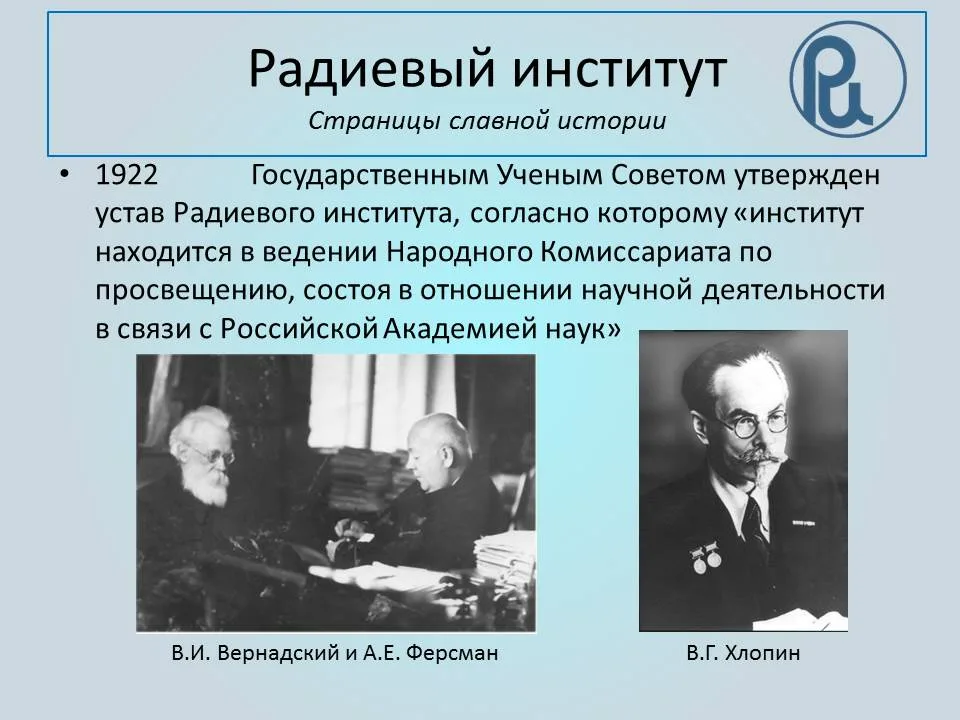 Радиевый институт
Страницы славной истории
Ри
• 1922 Государственным Ученым Советом утвержден
устав Радиевого института, согласно которому «институт
находится в ведении Народного Комиссариата по
просвещению, состоя в отношении научной деятельности
в связи с Российской Академией наук»
В.И. Вернадский и А.Е. Ферсман
В.Г. Хлопин